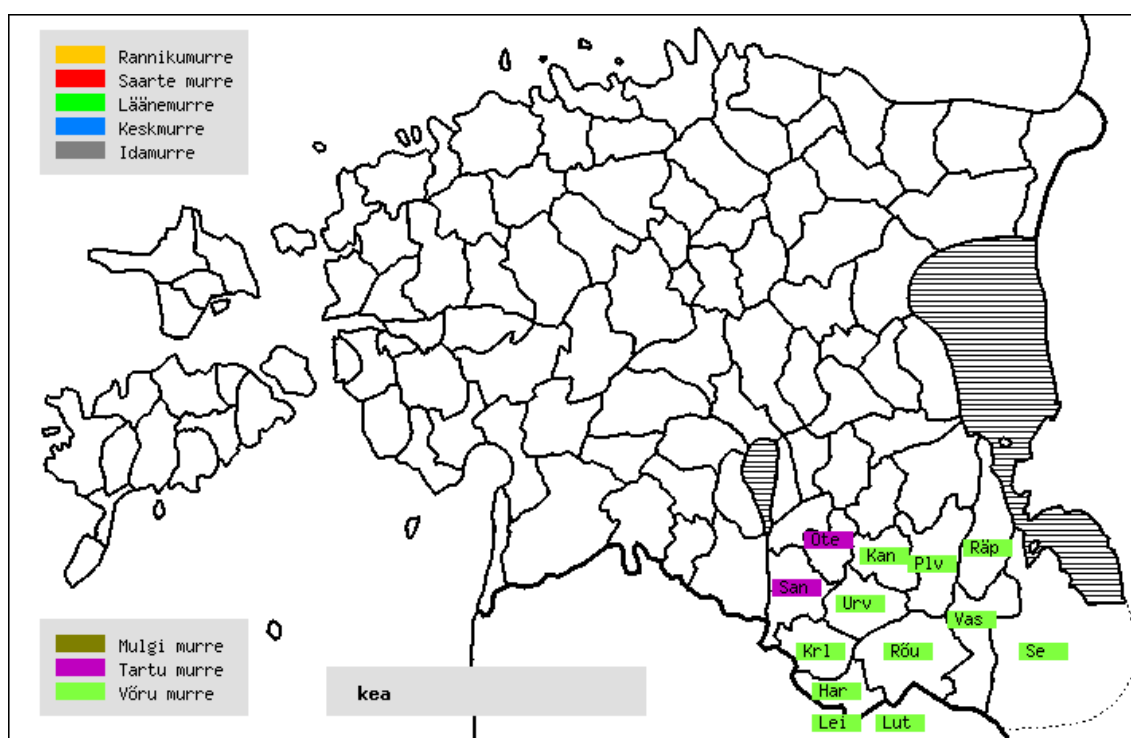 Rannikumurre
Saarte murre
Läänemurre
Keskmurre
Idamurre
Ote
Kan
Plv
Räp
San
Urv
Vas
Krl
Rõu
Se
Har
Lei
Lut
Mulgi murre
Tartu murre
Võru murre
kea